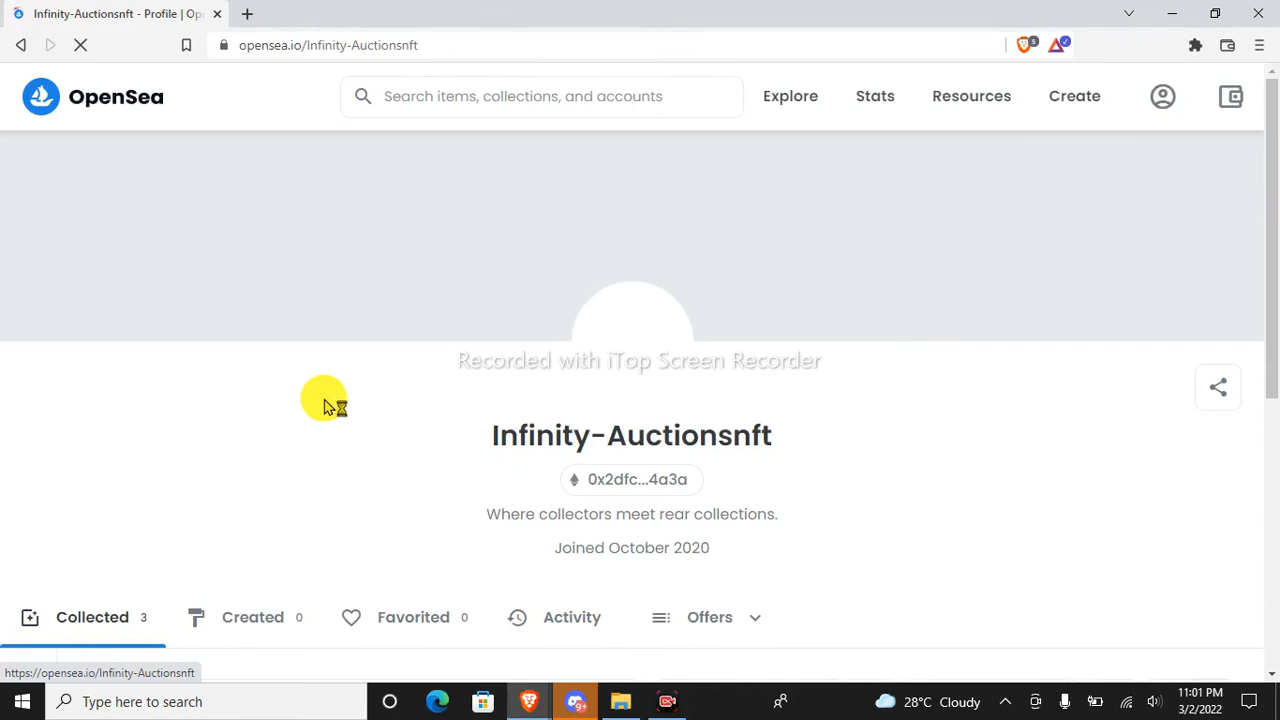 Infinity-Auctionsnft - Profile | Ope
opensea.io/Infinity-Auctionsnft
5
OpenSea
Search items, collections, and accounts
Explore
Stats
Resources
Create
Recorded with iTop Screen Recorder
Infinity-Auctionsnft
0x2dfc...4a3a
Where collectors meet rear collections.
Joined October 2020
Collected 3
Created 0
Favorited 0
Activity
Offers
https://opensea.io/Infinity-Auctionsnft
Type here to search
9+
28°C Cloudy
11:01 PM
3/2/2022